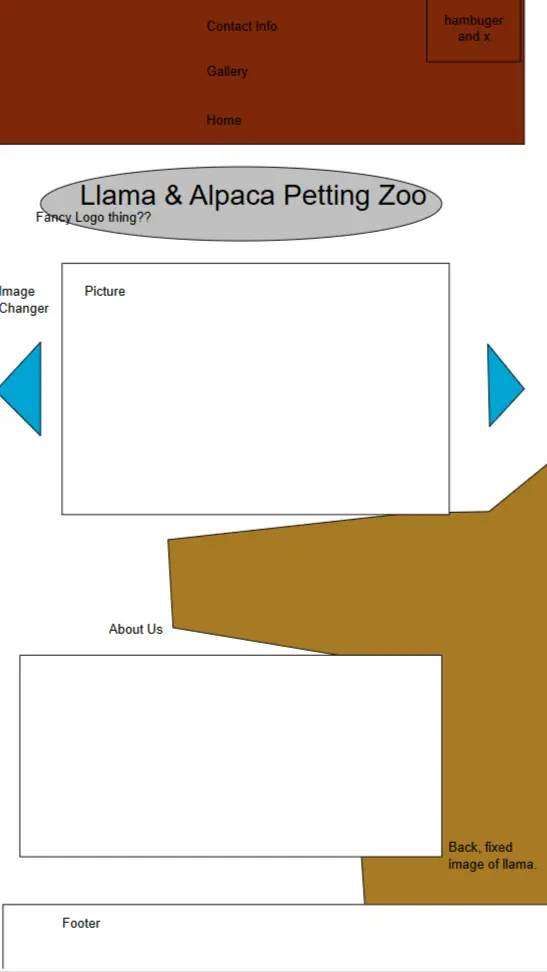 Contact Info
hambuger
and x
Gallery
Home
Llama & Alpaca Petting Zoo
Fancy Logo thing??
Image
Changer
Picture
About Us
Back, fixed
image of llama.
Footer